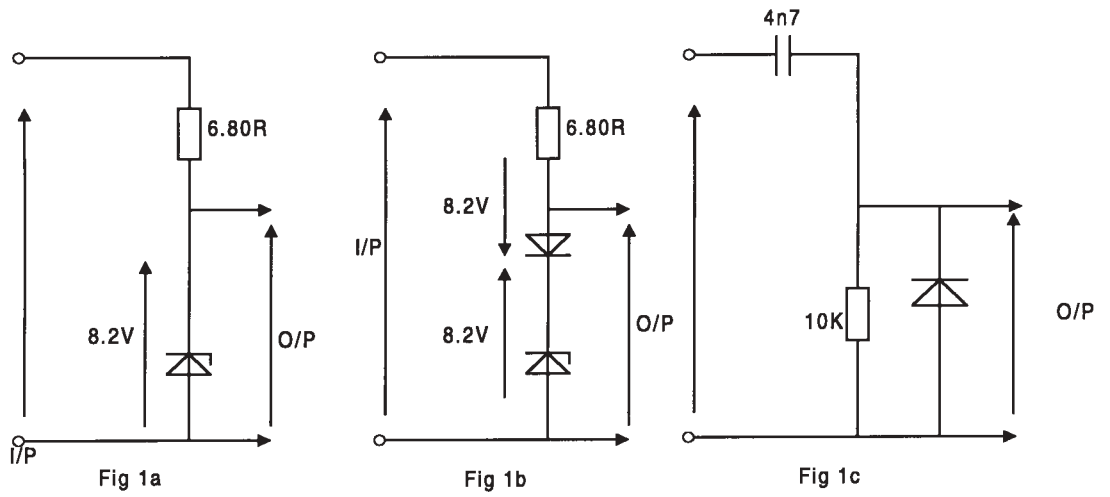 4n7
6.80R
8.2V
O/P
I/P
Fig 1a
6.80R
8.2V
I/P
8.2V
O/P
Fig 1b
10K
O/P
Fig 1c